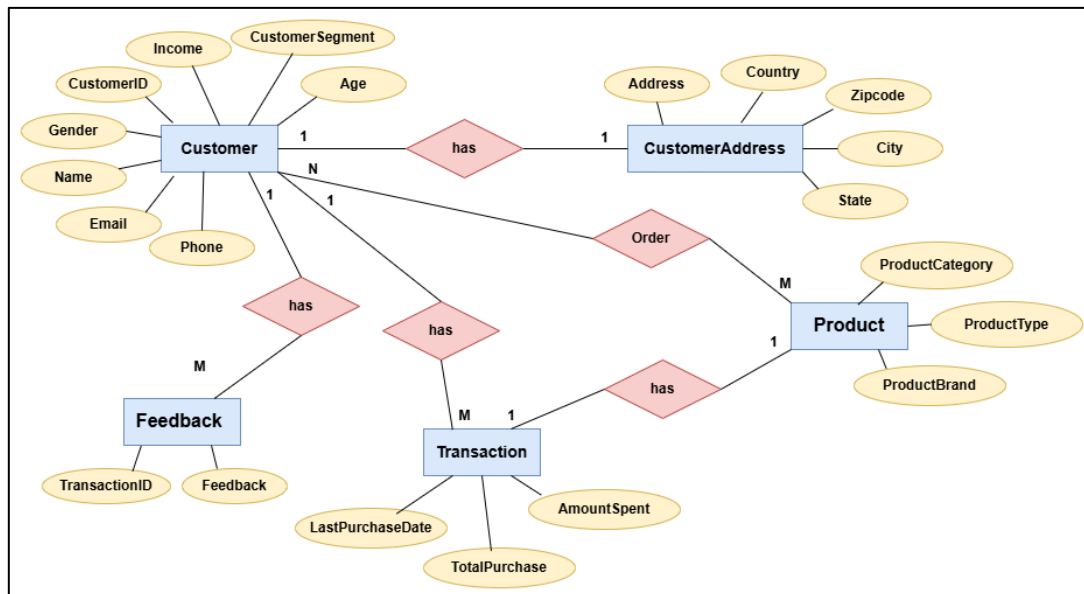 CustomerSegment
Income
Country
Age
Address
CustomerID
Zipcode
Gender
1
1
Customer
has
CustomerAddress
City
N
Name
1
1
State
Email
Order
Phone
ProductCategory
M
has
Product
ProductType
has
1
M
has
ProductBrand
Feedback
M
1
Transaction
TransactionID
Feedback
AmountSpent
LastPurchaseDate
TotalPurchase